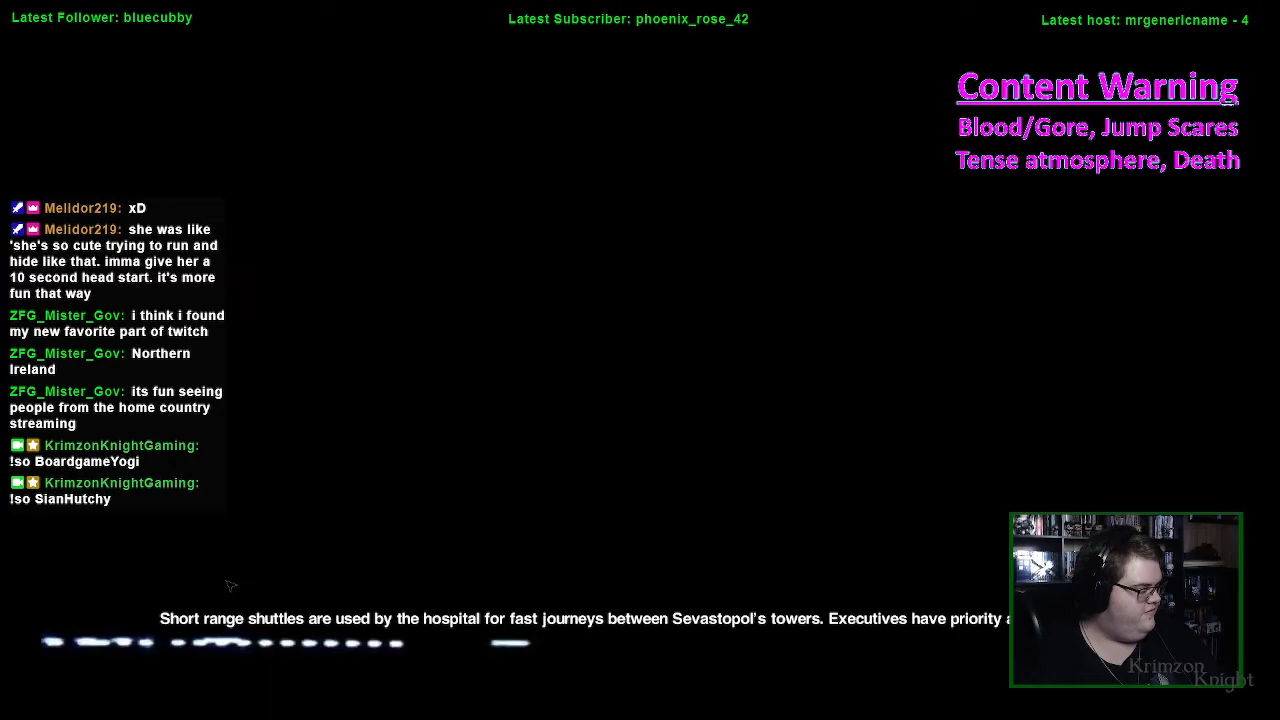 Latest Follower: bluecubby
Latest Subscriber: phoenix_rose_42
Latest host: mrgenericname - 4
Content Warning
Blood/Gore, Jump Scares
Tense atmosphere, Death
Melidor219: xD
Melidor219: she was like
'she's so cute trying to run and
hide like that. imma give her a
10 second head start. it's more
fun that way
ZFG_Mister_Gov: i think i found
my new favorite part of twitch
ZFG_Mister_Gov: Northern
Ireland
ZFG_Mister_Gov: its fun seeing
people from the home country
streaming
KrimzonKnightGaming:
!so BoardgameYogi
KrimzonKnightGaming:
!so SianHutchy
Short range shuttles are used by the hospital for fast journeys between Sevastopol's towers. Executives have priority
Krimzon
Knight